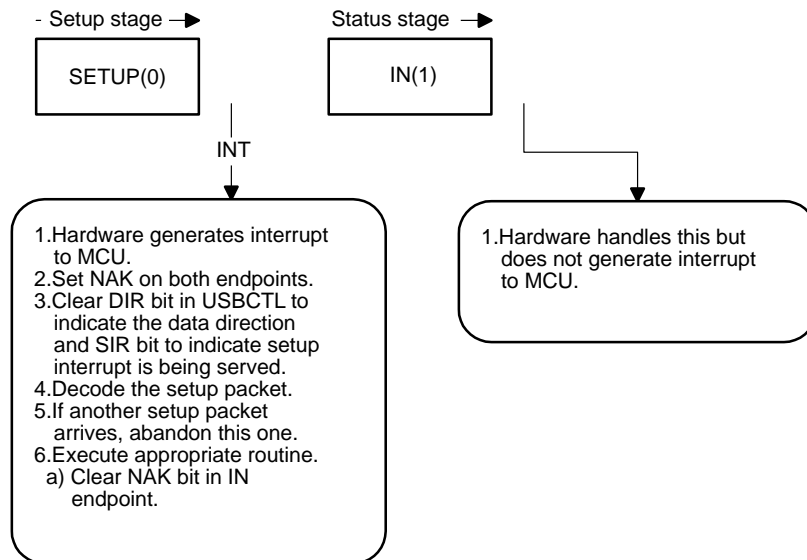 - Setup stage
Status stage
SETUP(0)
IN(1)
INT
1.Hardware generates interrupt
to MCU.
2.Set NAK on both endpoints.
3.Clear DIR bit in USBCTL to
indicate the data direction
and SIR bit to indicate setup
interrupt is being served.
4.Decode the setup packet.
5.If another setup packet
arrives, abandon this one.
6.Execute appropriate routine.
a) Clear NAK bit in IN
endpoint.
1.Hardware handles this but
does not generate interrupt
to MCU.